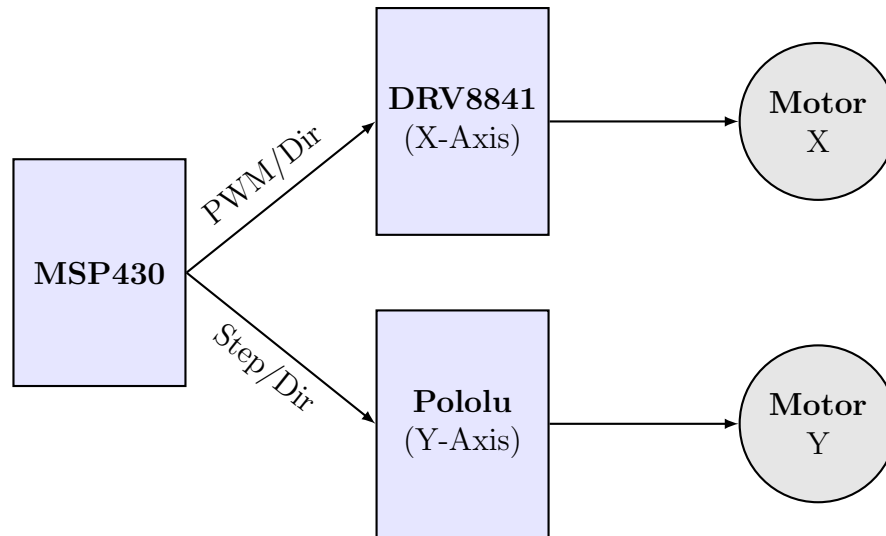 MSP430
PWM/Dir
Step/Dir
DRV8841
(X-Axis)
Motor
X
Pololu
(Y-Axis)
Motor
Y